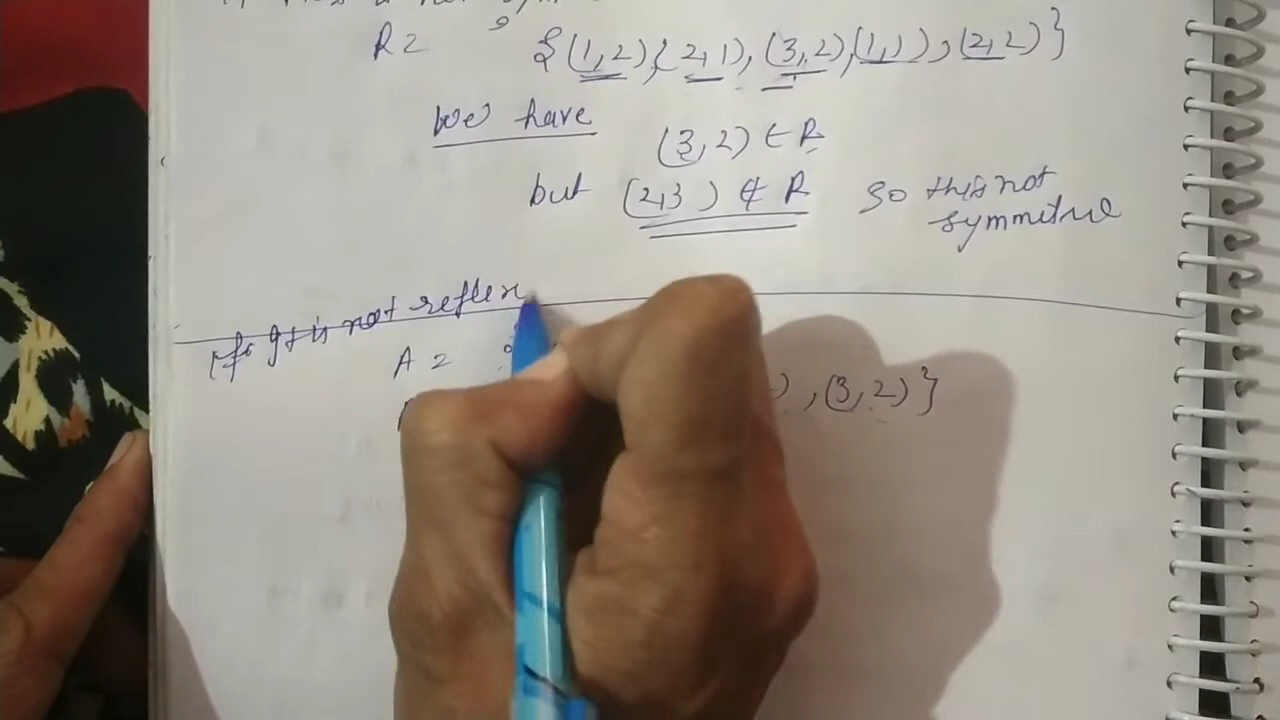 R =  { (1,2), (2,1), (3,2), (1,1), (2,2) }
We have
(3,2) ∈ R
but (2,3) ∉ R so this not
symmetric
If It is not reflex
A =
), (3,2) }